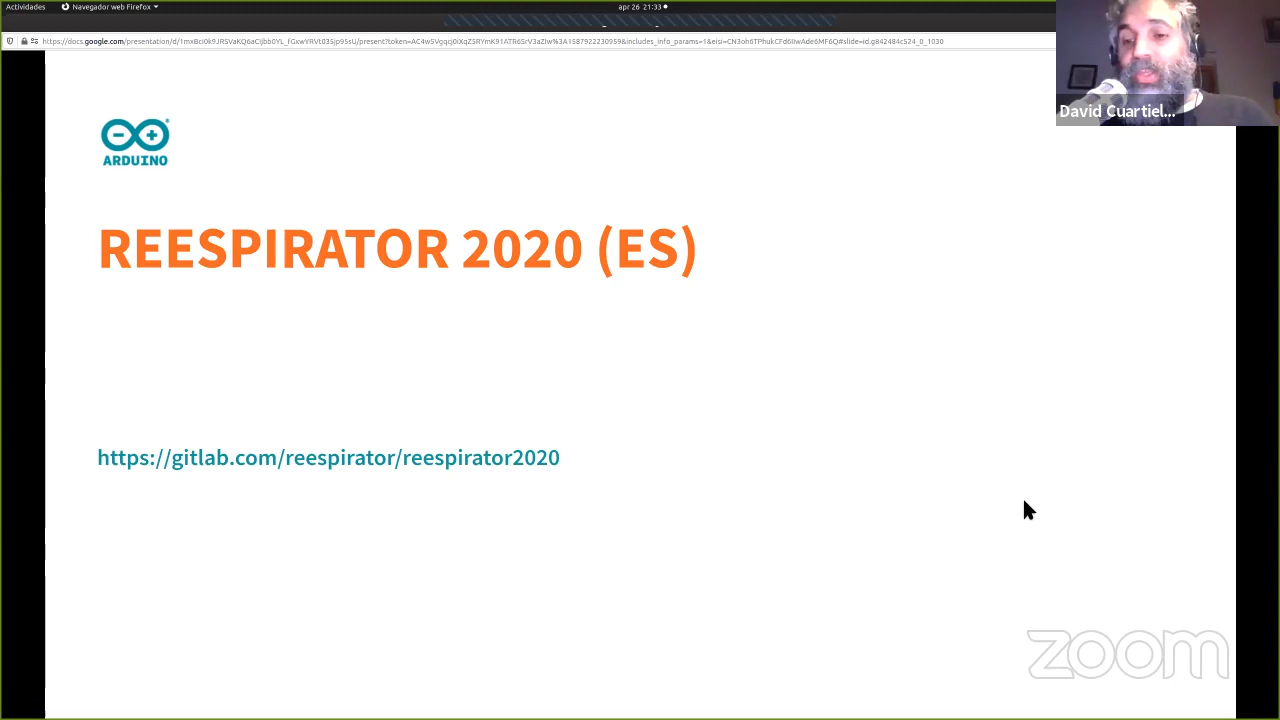 Actividades
Navegador web Firefox
apr 26 21:33
David Cuartiel...
ARDUINO
REESPIRATOR 2020 (ES)
https://gitlab.com/reespirator/reespirator2020
zoom